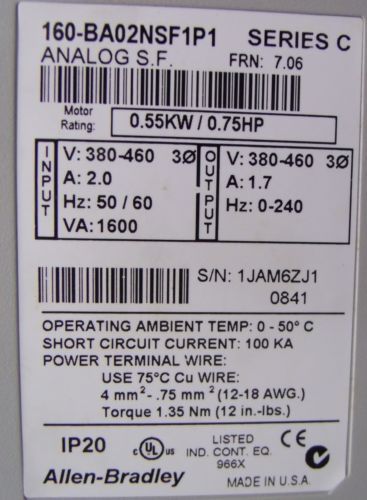 160-BA02NSF1P1 SERIES C
ANALOG S.F. FRN: 7.06
Motor Rating: 0.55KW / 0.75HP
INPUT
V: 380-460 3Ø
A: 2.0
Hz: 50 / 60
VA: 1600
OUTPUT
V: 380-460 3Ø
A: 1.7
Hz: 0-240
S/N: 1JAM6ZJ1
0841
OPERATING AMBIENT TEMP: 0 - 50° C
SHORT CIRCUIT CURRENT: 100 KA
POWER TERMINAL WIRE:
USE 75°C Cu WIRE:
4 mm²- .75 mm² (12-18 AWG.)
Torque 1.35 Nm (12 in.-lbs.)
IP20 c UL us LISTED CE
IND. CONT. EQ.
966X
Allen-Bradley MADE IN U.S.A.